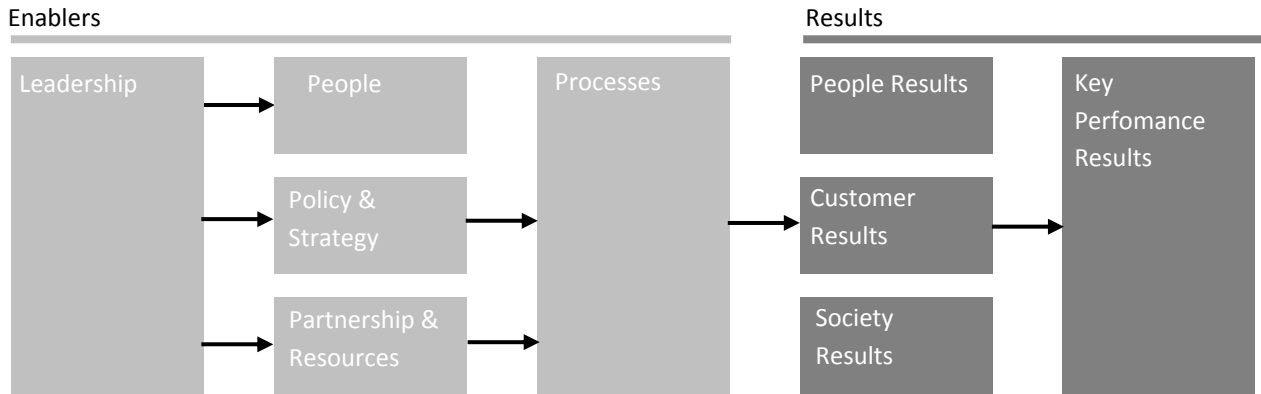 Enablers
Results
Leadership
People
Processes
People Results
Key
Perfomance
Results
Policy &
Strategy
Customer
Results
Partnership &
Resources
Society
Results